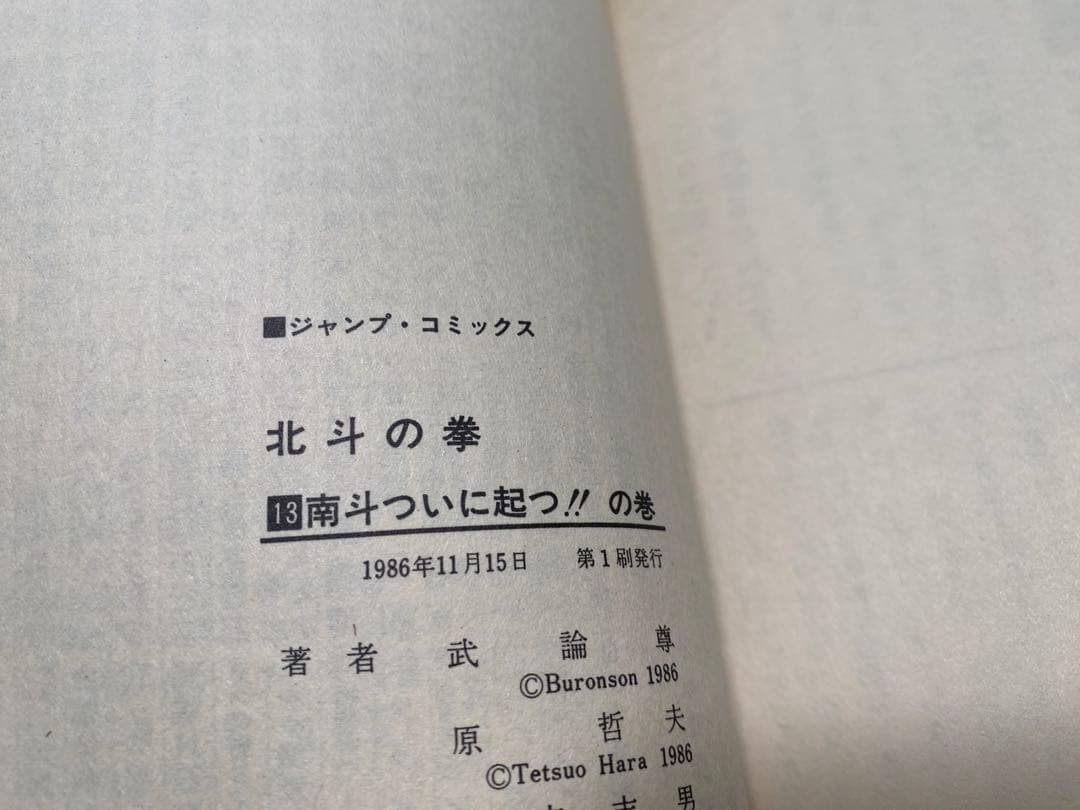 ■ジャンプ・コミックス
北斗の拳
13南斗ついに起つ!! の巻
1986年11月15日 第1刷発行
著者 武論尊
©Buronson 1986
原哲夫
©Tetsuo Hara 1986
男